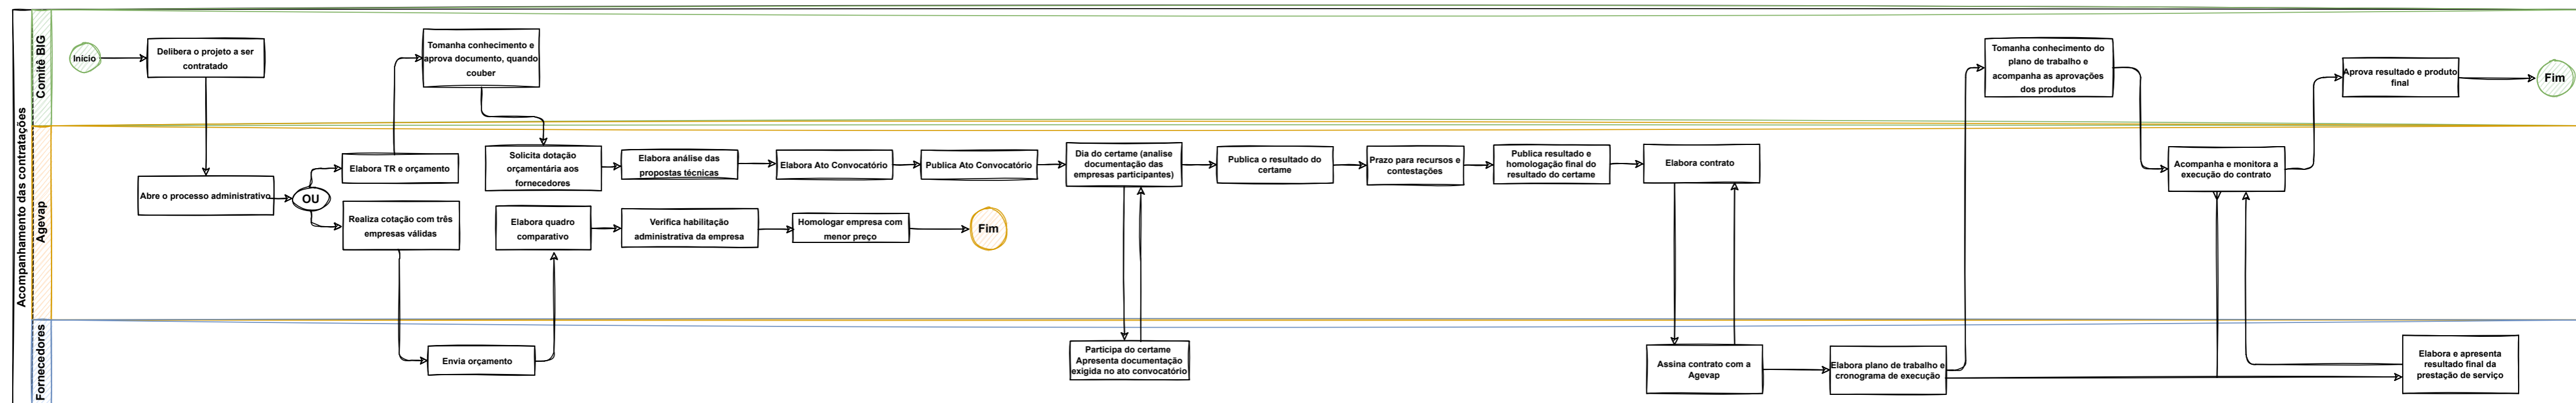 Acompanhamento das contratações
Comitê BIG
Início
Delibera o projeto a ser
contratado
Tomanha conhecimento e
aprova documento, quando
couber
Tomanha conhecimento do
plano de trabalho e
acompanha as aprovações
dos produtos
Aprova resultado e produto
final
Fim
Agevap
Abre o processo administrativo
OU
Elabora TR e orçamento
Realiza cotação com três
empresas válidas
Solicita dotação
orçamentária aos
fornecedores
Elabora análise das
propostas técnicas
Elabora Ato Convocatório
Publica Ato Convocatório
Dia do certame (analise
documentação das
empresas participantes)
Publica o resultado do
certame
Prazo para recursos e
contestações
Publica resultado e
homologação final do
resultado do certame
Elabora contrato
Acompanha e monitora a
execução do contrato
Elabora quadro
comparativo
Verifica habilitação
administrativa da empresa
Homologar empresa com
menor preço
Fim
Fornecedores
Envia orçamento
Participa do certame
Apresenta documentação
exigida no ato convocatório
Assina contrato com a
Agevap
Elabora plano de trabalho e
cronograma de execução
Elabora e apresenta
resultado final da
prestação de serviço